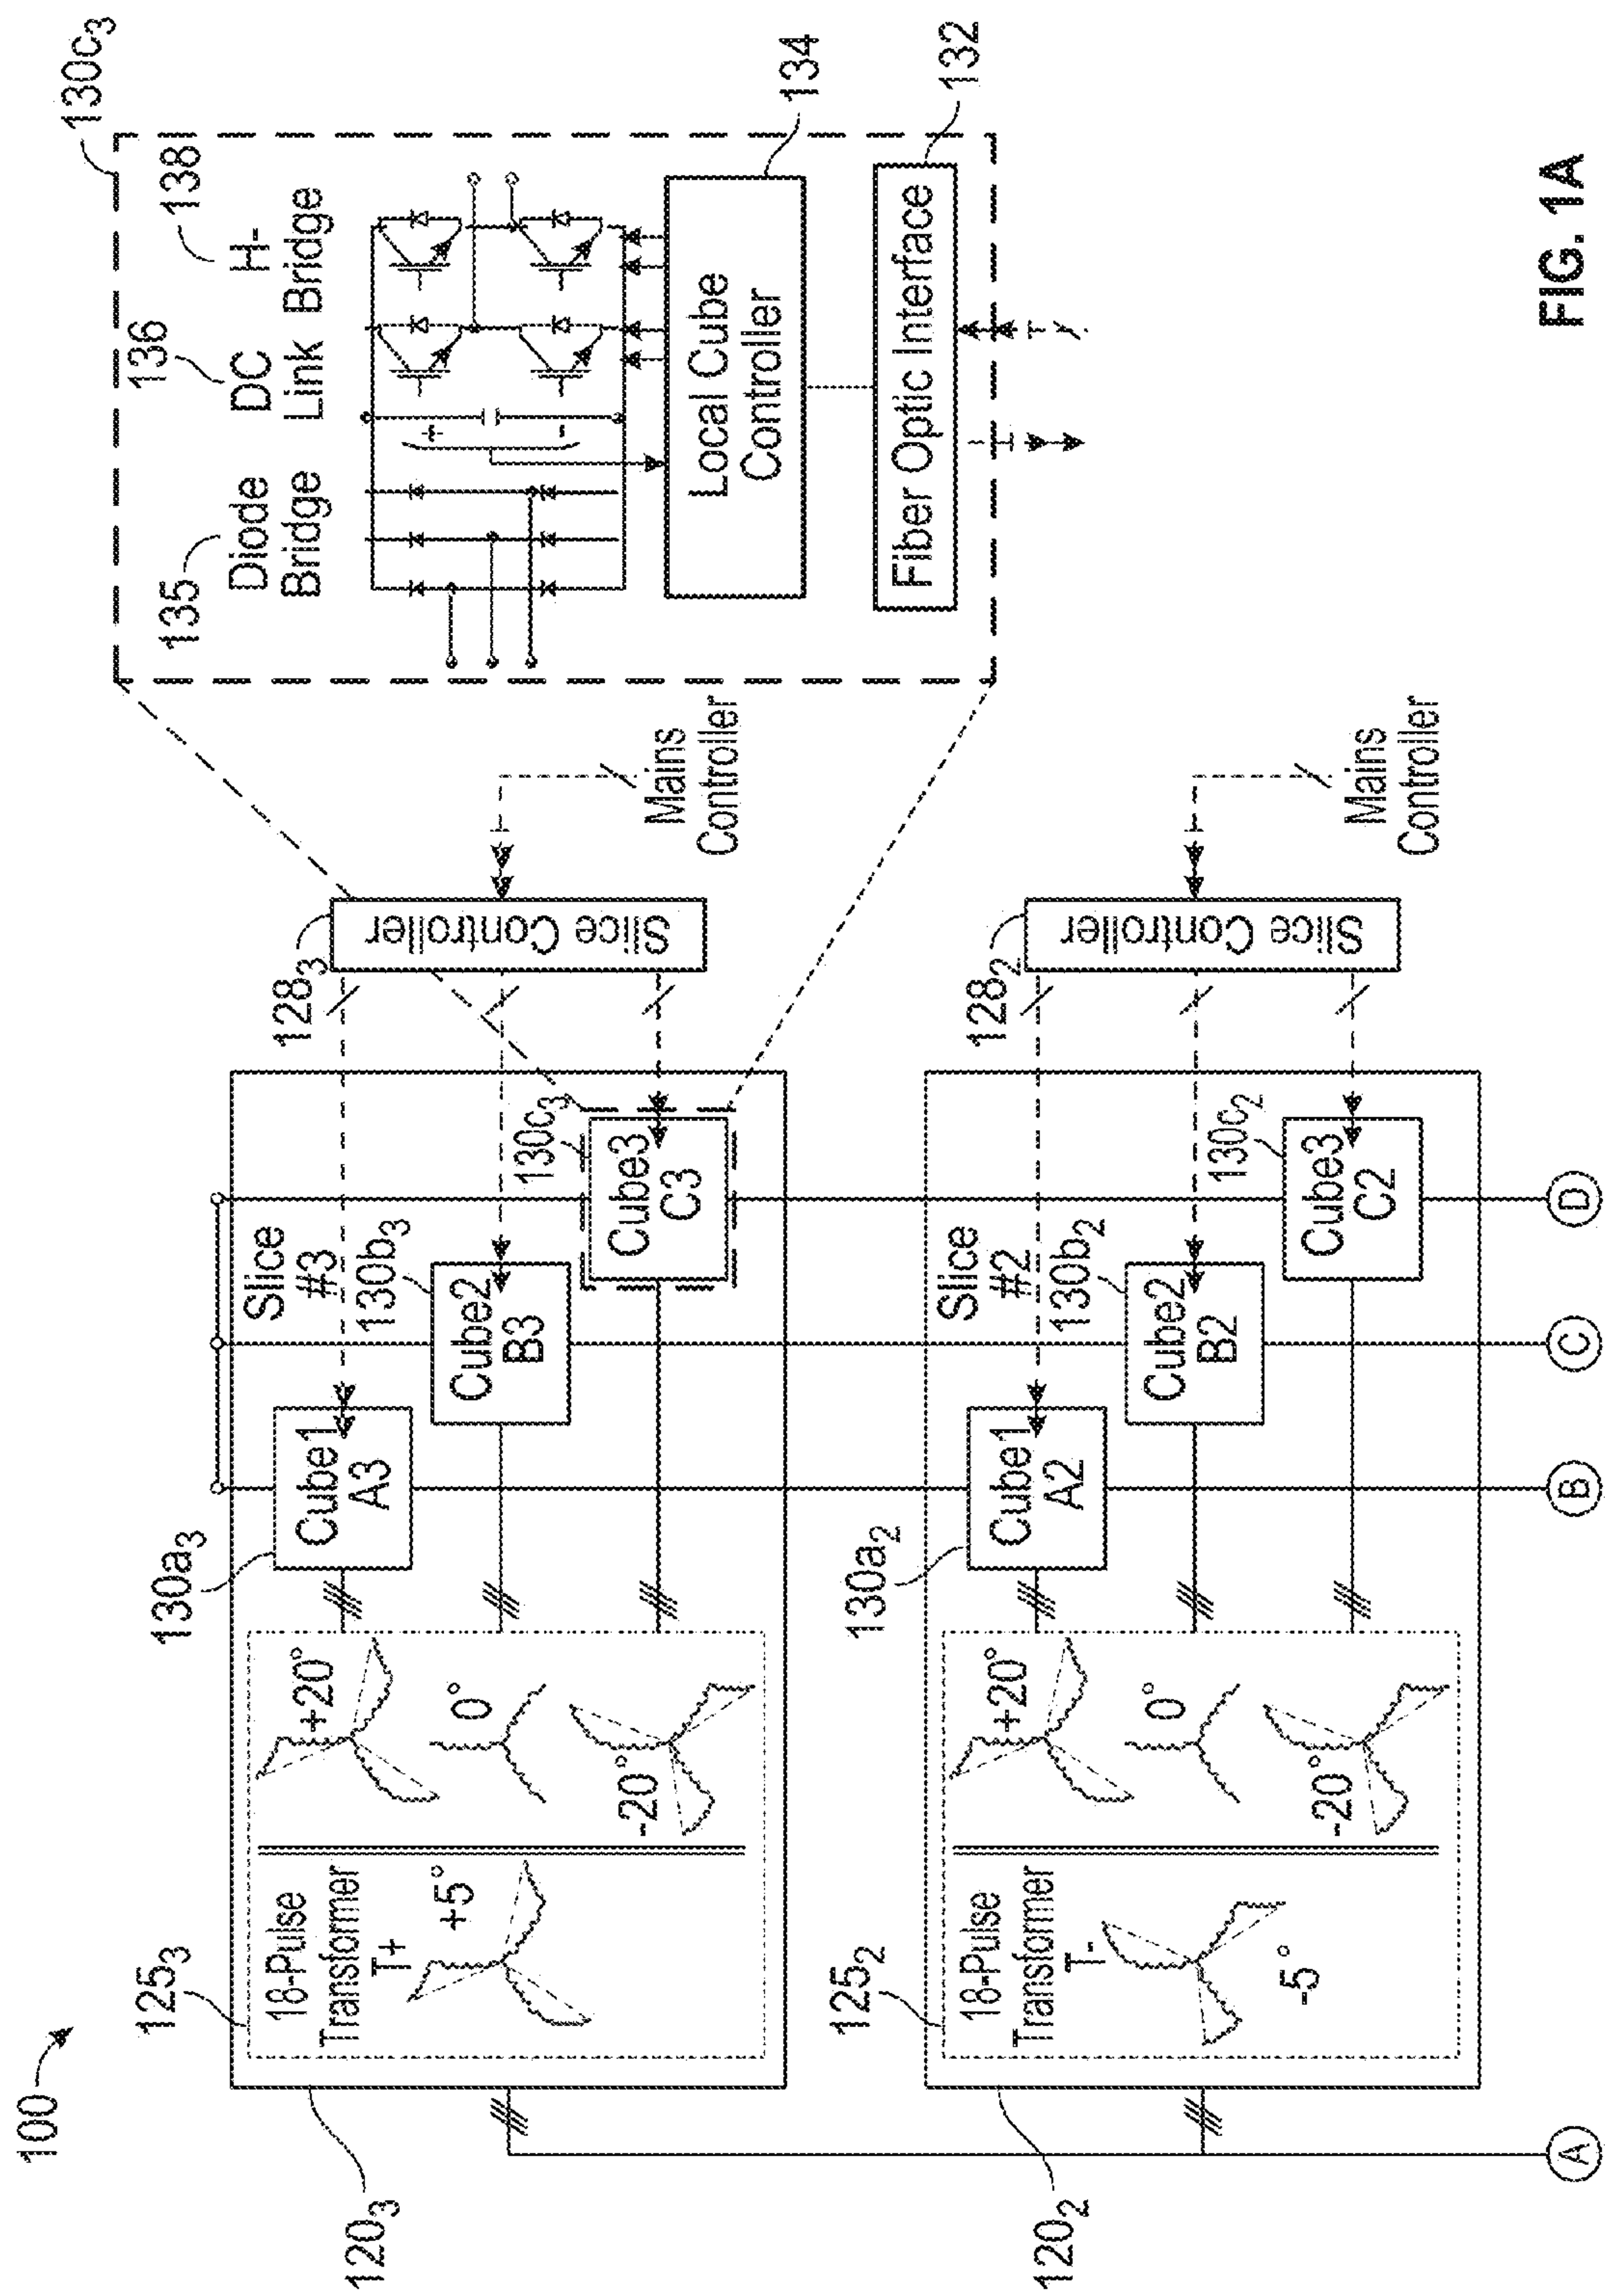 100
120₃
125₃
18-Pulse
Transformer
T+
+5°
+20°
0°
-20°
130a₃
Cube1
A3
Slice
#3
130b₃
Cube2
B3
130c₃
Cube3
C3
128₃
Slice Controller
Mains
Controller
130c₃
135
Diode
Bridge
136
DC
Link
138
H-
Bridge
+
-
Local Cube
Controller
134
Fiber Optic Interface
132
120₂
125₂
18-Pulse
Transformer
T-
-5°
+20°
0°
-20°
130a₂
Cube1
A2
Slice
#2
130b₂
Cube2
B2
130c₂
Cube3
C2
128₂
Slice Controller
Mains
Controller
A
B
C
D
FIG. 1A